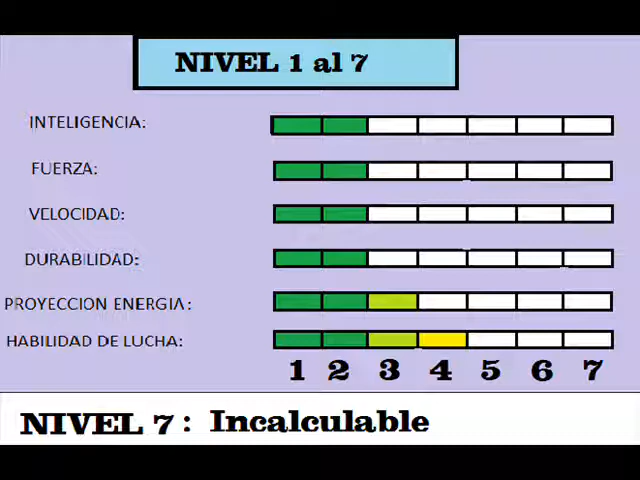 NIVEL 1 al 7
INTELIGENCIA:
FUERZA:
VELOCIDAD:
DURABILIDAD:
PROYECCION ENERGIA:
HABILIDAD DE LUCHA:
1 2 3 4 5 6 7
NIVEL 7: Incalculable